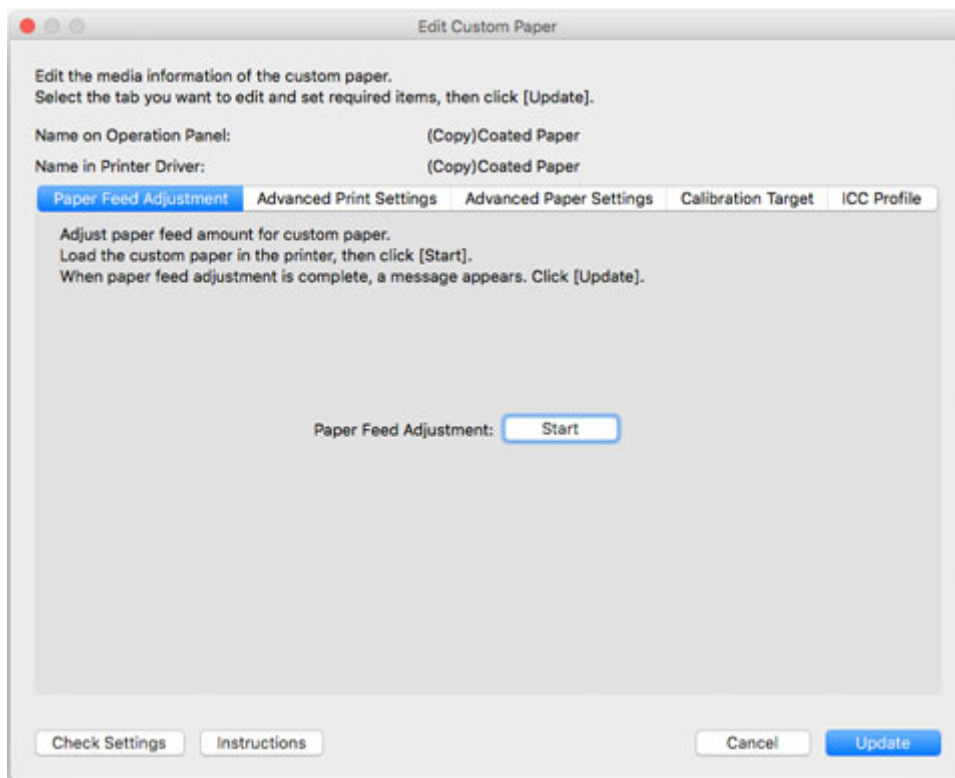 Edit Custom Paper
Edit the media information of the custom paper.
Select the tab you want to edit and set required items, then click [Update].
Name on Operation Panel: (Copy)Coated Paper
Name in Printer Driver: (Copy)Coated Paper
Paper Feed Adjustment Advanced Print Settings Advanced Paper Settings Calibration Target ICC Profile
Adjust paper feed amount for custom paper.
Load the custom paper in the printer, then click [Start].
When paper feed adjustment is complete, a message appears. Click [Update].
Paper Feed Adjustment: Start
Check Settings Instructions Cancel Update